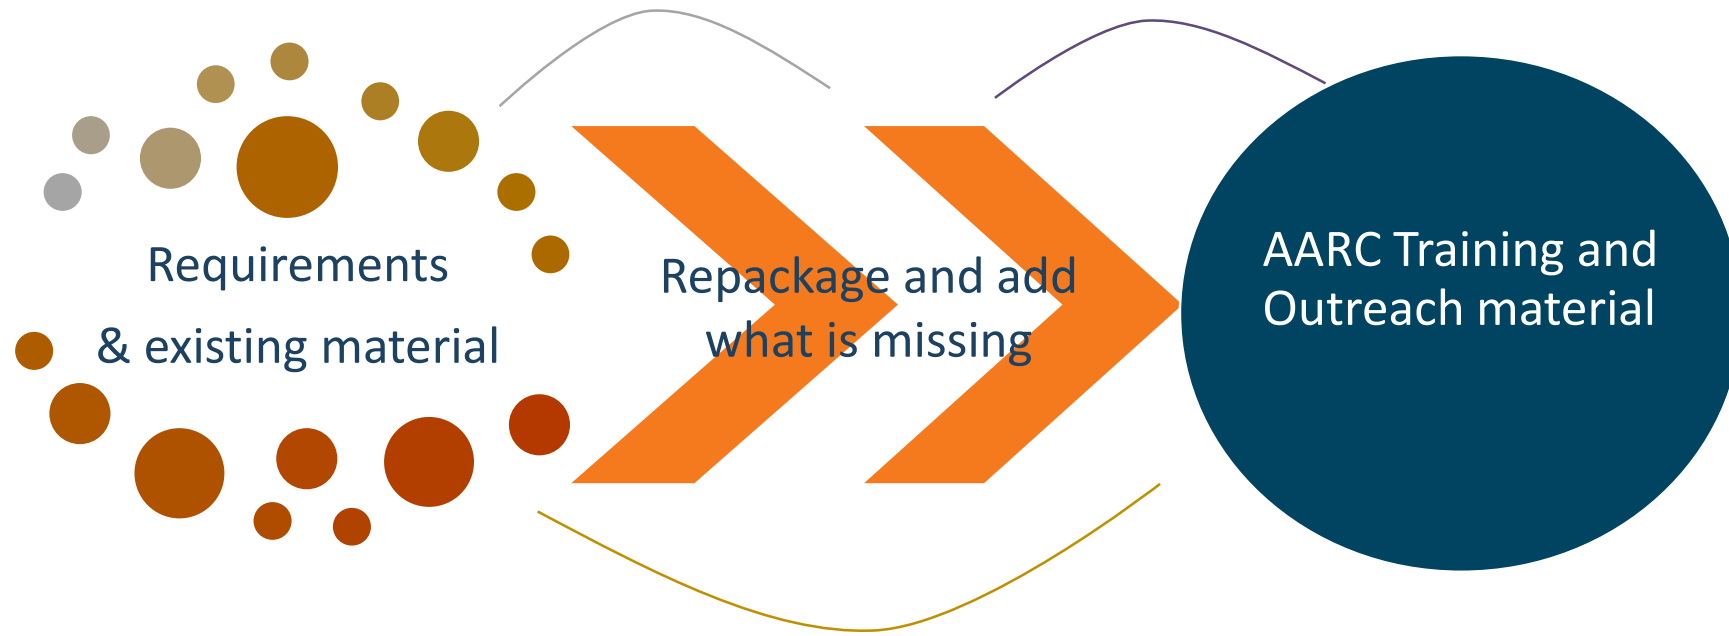 Requirements
& existing material
Repackage and add
what is missing
AARC Training and
Outreach material